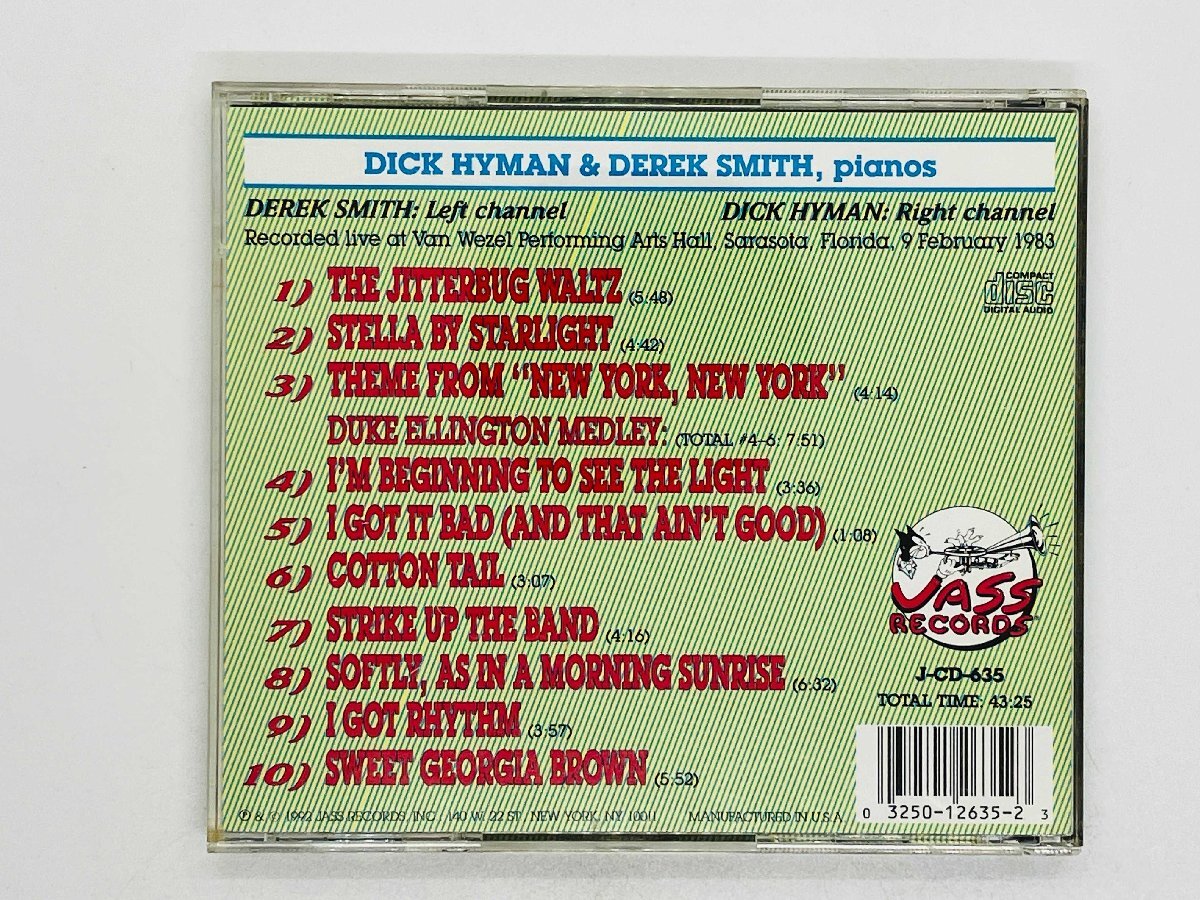 DICK HYMAN & DEREK SMITH, pianos
DEREK SMITH: Left channel DICK HYMAN: Right channel
Recorded live at Van Wezel Performing Arts Hall, Sarasota, Florida, 9 February 1983
COMPACT
disc
DIGITAL AUDIO
1) THE JITTERBUG WALTZ (5:48)
2) STELLA BY STARLIGHT (4:42)
3) THEME FROM "NEW YORK, NEW YORK" (4:14)
DUKE ELLINGTON MEDLEY: (TOTAL #4-6: 7:51)
4) I'M BEGINNING TO SEE THE LIGHT (3:36)
5) I GOT IT BAD (AND THAT AIN'T GOOD) (1:08)
6) COTTON TAIL (3:07)
7) STRIKE UP THE BAND (4:16)
8) SOFTLY, AS IN A MORNING SUNRISE (6:32)
9) I GOT RHYTHM (3:57)
10) SWEET GEORGIA BROWN (5:52)
JASS
RECORDS
J-CD-635
TOTAL TIME: 43:25
℗ & © 1992 JASS RECORDS, INC., 140 W. 22 ST., NEW YORK, NY 10011 MANUFACTURED IN U.S.A.
0 3250-12635-2 3